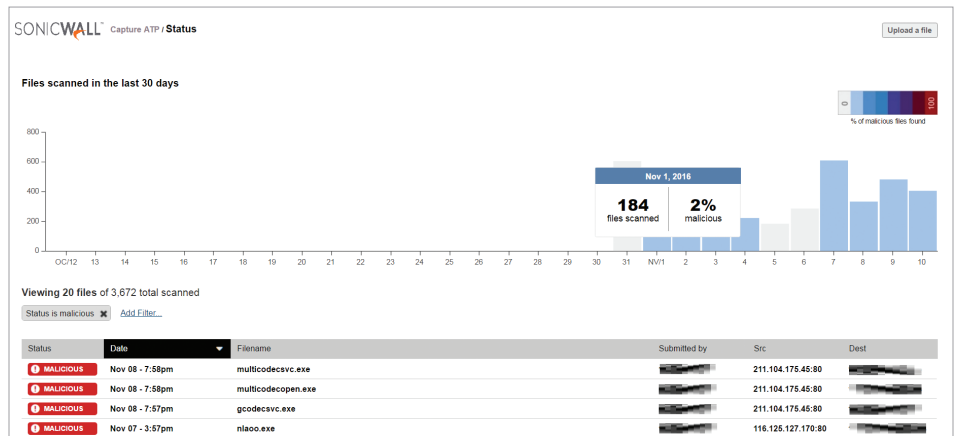 SONICWALL™ Capture ATP / Status
Upload a file
Files scanned in the last 30 days
0 100
% of malicious files found
800
600
400
200
0
Nov 1, 2016
184 2%
files scanned malicious
OC/12 13 14 15 16 17 18 19 20 21 22 23 24 25 26 27 28 29 30 31 NV/1 2 3 4 5 6 7 8 9 10
Viewing 20 files of 3,672 total scanned
Status is malicious ✖ Add Filter...
Status Date Filename Submitted by Src Dest
MALICIOUS Nov 08 - 7:58pm multicodecsvc.exe 211.104.175.45:80
MALICIOUS Nov 08 - 7:58pm multicodecopen.exe 211.104.175.45:80
MALICIOUS Nov 08 - 7:57pm gcodecsvc.exe 211.104.175.45:80
MALICIOUS Nov 07 - 3:57pm nlaoo.exe 116.125.127.170:80